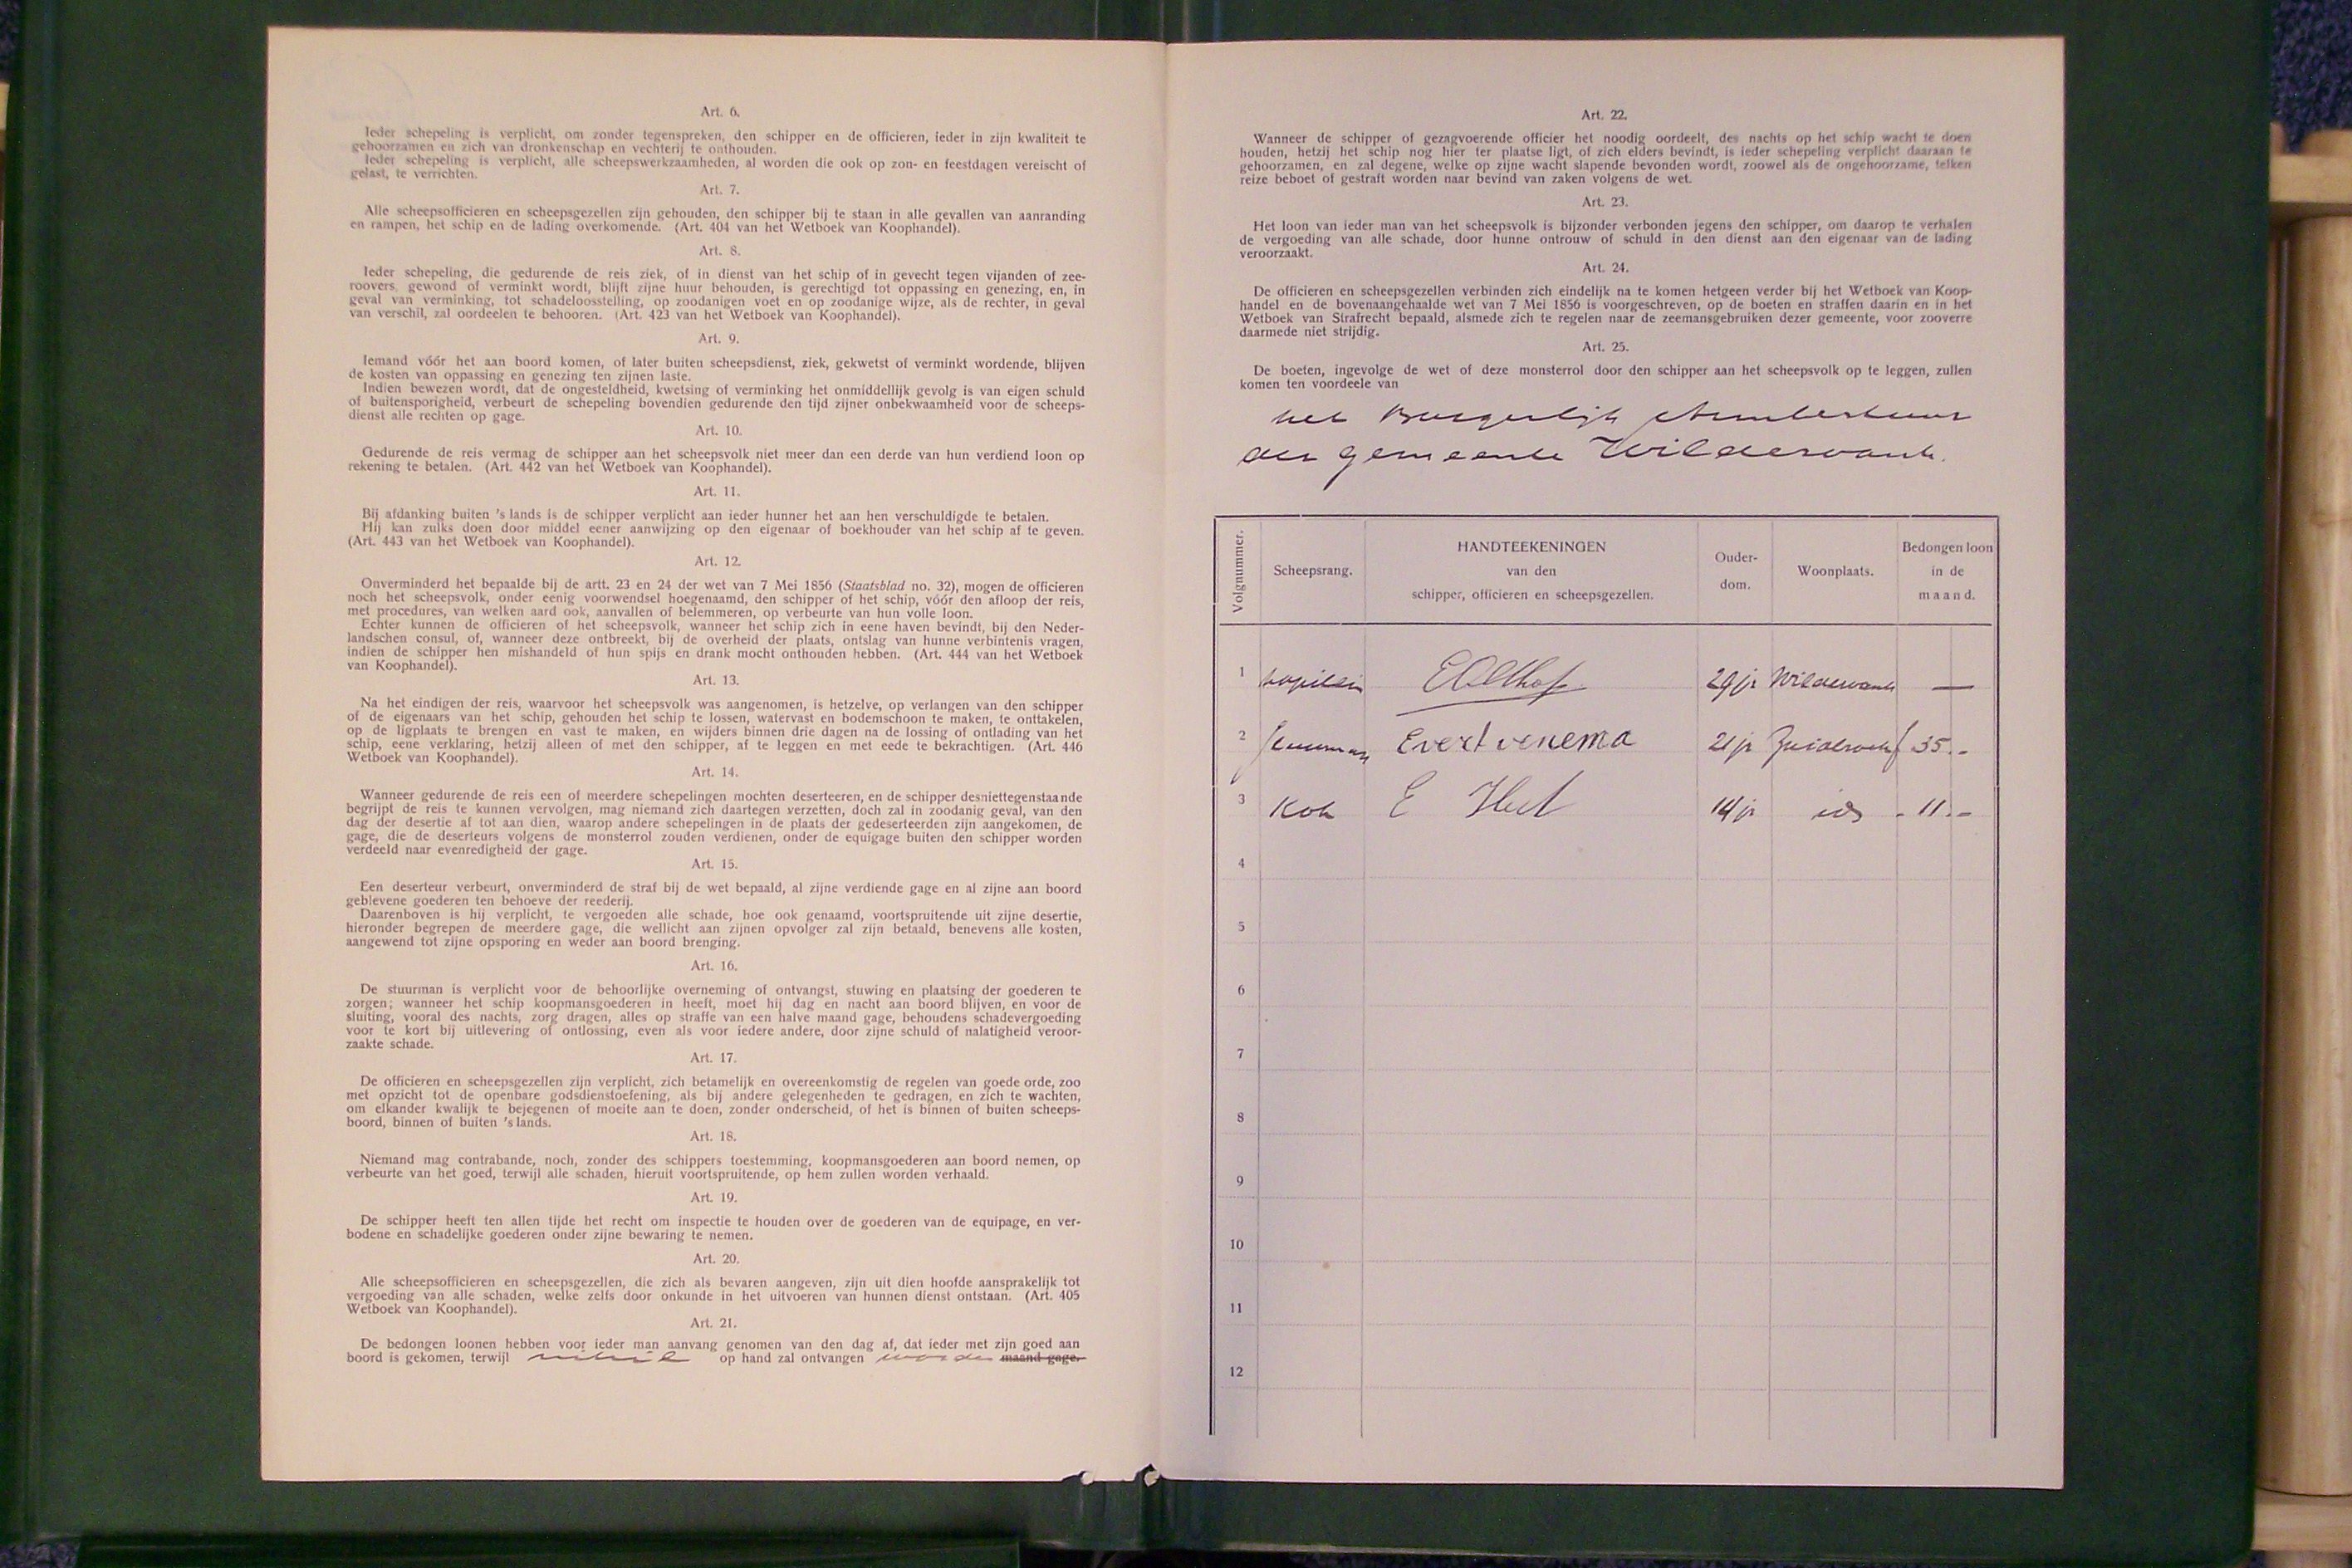 Art. 6.
Ieder schepeling is verplicht, om zonder tegenspreken, den schipper en de officieren, ieder in zijn kwaliteit te
gehoorzamen en zich van dronkenschap en vechterij te onthouden.
Ieder schepeling is verplicht, alle scheepswerkzaamheden, al worden die ook op zon- en feestdagen vereischt of
gelast, te verrichten.
Art. 7.
Alle scheepsofficieren en scheepsgezellen zijn gehouden, den schipper bij te staan in alle gevallen van aanranding
en rampen, het schip en de lading overkomende. (Art. 404 van het Wetboek van Koophandel).
Art. 8.
Ieder schepeling, die gedurende de reis ziek, of in dienst van het schip of in gevecht tegen vijanden of zee-
roovers, gewond of verminkt wordt, blijft zijne huur behouden, is gerechtigd tot oppassing en genezing, en, in
geval van verminking, tot schadeloosstelling, op zoodanigen voet en op zoodanige wijze, als de rechter, in geval
van verschil, zal oordeelen te behooren. (Art. 423 van het Wetboek van Koophandel).
Art. 9.
Iemand vóór het aan boord komen, of later buiten scheepsdienst, ziek, gekwetst of verminkt wordende, blijven
de kosten van oppassing en genezing ten zijnen laste.
Indien bewezen wordt, dat de ongesteldheid, kwetsing of verminking het onmiddellijk gevolg is van eigen schuld
of buitensporigheid, verbeurt de schepeling bovendien gedurende den tijd zijner onbekwaamheid voor de scheeps-
dienst alle rechten op gage.
Art. 10.
Gedurende de reis vermag de schipper aan het scheepsvolk niet meer dan een derde van hun verdiend loon op
rekening te betalen. (Art. 442 van het Wetboek van Koophandel).
Art. 11.
Bij afdanking buiten 's lands is de schipper verplicht aan ieder hunner het aan hen verschuldigde te betalen.
Hij kan zulks doen door middel eener aanwijzing op den eigenaar of boekhouder van het schip af te geven.
(Art. 443 van het Wetboek van Koophandel).
Art. 12.
Onverminderd het bepaalde bij de artt. 23 en 24 der wet van 7 Mei 1856 (Staatsblad no. 32), mogen de officieren
noch het scheepsvolk, onder eenig voorwendsel hoegenaamd, den schipper of het schip, vóór den afloop der reis,
met procedures, van welken aard ook, aanvallen of belemmeren, op verbeurte van hun volle loon.
Echter kunnen de officieren of het scheepsvolk, wanneer het schip zich in eene haven bevindt, bij den Neder-
landschen consul, of, wanneer deze ontbreekt, bij de overheid der plaats, ontslag van hunne verbintenis vragen,
indien de schipper hen mishandeld of hun spijs en drank mocht onthouden hebben. (Art. 444 van het Wetboek
van Koophandel).
Art. 13.
Na het eindigen der reis, waarvoor het scheepsvolk was aangenomen, is hetzelve, op verlangen van den schipper
of de eigenaars van het schip, gehouden het schip te lossen, watervast en bodemschoon te maken, te onttakelen,
op de ligplaats te brengen en vast te maken, en wijders binnen drie dagen na de lossing of ontlading van het
schip, eene verklaring, hetzij alleen of met den schipper, af te leggen en met eede te bekrachtigen. (Art. 446
Wetboek van Koophandel).
Art. 14.
Wanneer gedurende de reis een of meerdere schepelingen mochten deserteeren, en de schipper desniettegenstaande
begrijpt de reis te kunnen vervolgen, mag niemand zich daartegen verzetten, doch zal in zoodanig geval, van den
dag der desertie af tot aan dien, waarop andere schepelingen in de plaats der gedeserteerden zijn aangekomen, de
gage, die de deserteurs volgens de monsterrol zouden verdienen, onder de equigage buiten den schipper worden
verdeeld naar evenredigheid der gage.
Art. 15.
Een deserteur verbeurt, onverminderd de straf bij de wet bepaald, al zijne verdiende gage en al zijne aan boord
geblevene goederen ten behoeve der reederij.
Daarenboven is hij verplicht, te vergoeden alle schade, hoe ook genaamd, voortspruitende uit zijne desertie,
hieronder begrepen de meerdere gage, die wellicht aan zijnen opvolger zal zijn betaald, benevens alle kosten,
aangewend tot zijne opsporing en weder aan boord brenging.
Art. 16.
De stuurman is verplicht voor de behoorlijke overneming of ontvangst, stuwing en plaatsing der goederen te
zorgen; wanneer het schip koopmansgoederen in heeft, moet hij dag en nacht aan boord blijven, en voor de
sluiting, vooral des nachts, zorg dragen, alles op straffe van een halve maand gage, behoudens schadevergoeding
voor te kort bij uitlevering of ontlossing, even als voor iedere andere, door zijne schuld of nalatigheid veroor-
zaakte schade.
Art. 17.
De officieren en scheepsgezellen zijn verplicht, zich betamelijk en overeenkomstig de regelen van goede orde, zoo
met opzicht tot de openbare godsdienstoefening, als bij andere gelegenheden te gedragen, en zich te wachten,
om elkander kwalijk te bejegenen of moeite aan te doen, zonder onderscheid, of het is binnen of buiten scheeps-
boord, binnen of buiten 's lands.
Art. 18.
Niemand mag contrabande, noch, zonder des schippers toestemming, koopmansgoederen aan boord nemen, op
verbeurte van het goed, terwijl alle schaden, hieruit voortspruitende, op hem zullen worden verhaald.
Art. 19.
De schipper heeft ten allen tijde het recht om inspectie te houden over de goederen van de equipage, en ver-
bodene en schadelijke goederen onder zijne bewaring te nemen.
Art. 20.
Alle scheepsofficieren en scheepsgezellen, die zich als bevaren aangeven, zijn uit dien hoofde aansprakelijk tot
vergoeding van alle schaden, welke zelfs door onkunde in het uitvoeren van hunnen dienst ontstaan. (Art. 405
Wetboek van Koophandel).
Art. 21.
De bedongen loonen hebben voor ieder man aanvang genomen van den dag af, dat ieder met zijn goed aan
boord is gekomen, terwijl op hand zal ontvangen worden maand gage.
Art. 22.
Wanneer de schipper of gezagvoerende officier het noodig oordeelt, des nachts op het schip wacht te doen
houden, hetzij het schip nog hier ter plaatse ligt, of zich elders bevindt, is ieder schepeling verplicht daaraan te
gehoorzamen, en zal degene, welke op zijne wacht slapende bevonden wordt, zoowel als de ongehoorzame, telken
reize beboet of gestraft worden naar bevind van zaken volgens de wet.
Art. 23.
Het loon van ieder man van het scheepsvolk is bijzonder verbonden jegens den schipper, om daarop te verhalen
de vergoeding van alle schade, door hunne ontrouw of schuld in den dienst aan den eigenaar van de lading
veroorzaakt.
Art. 24.
De officieren en scheepsgezellen verbinden zich eindelijk na te komen hetgeen verder bij het Wetboek van Koop-
handel en de bovenaangehaalde wet van 7 Mei 1856 is voorgeschreven, op de boeten en straffen daarin en in het
Wetboek van Strafrecht bepaald, alsmede zich te regelen naar de zeemansgebruiken dezer gemeente, voor zooverre
daarmede niet strijdig.
Art. 25.
De boeten, ingevolge de wet of deze monsterrol door den schipper aan het scheepsvolk op te leggen, zullen
komen ten voordeele van
het Burgerlijk Armbestuur
der gemeente Wildervank.
Volgnummer. Scheepsrang. HANDTEEKENINGEN van den schipper, officieren en scheepsgezellen. Ouder-dom. Woonplaats. Bedongen loon in de maand.
1 kapitein EOlthof 29 jr Wildervank —
2 stuurman Evert venema 21 jr Zuidbroek f 35.-
3 Kok E Hut 14 jr id - 11.-
4
5
6
7
8
9
10
11
12